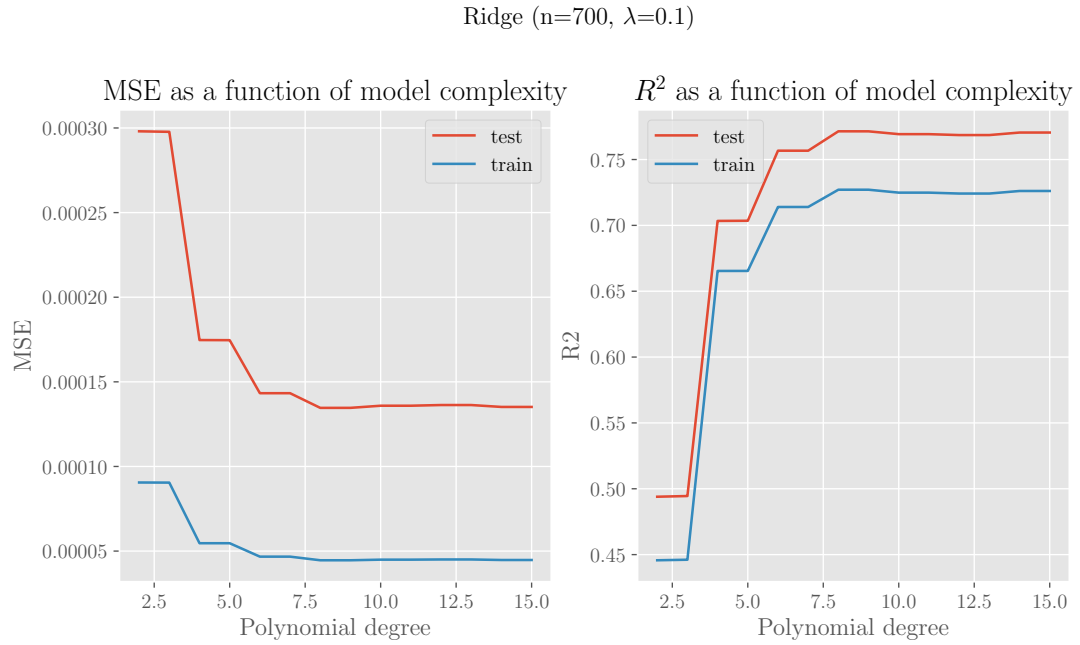 Ridge (n=700, λ=0.1)
MSE as a function of model complexity
0.00030
0.00025
0.00020
0.00015
0.00010
0.00005
MSE
test
train
2.5 5.0 7.5 10.0 12.5 15.0
Polynomial degree
R² as a function of model complexity
0.75
0.70
0.65
0.60
0.55
0.50
0.45
R2
test
train
2.5 5.0 7.5 10.0 12.5 15.0
Polynomial degree